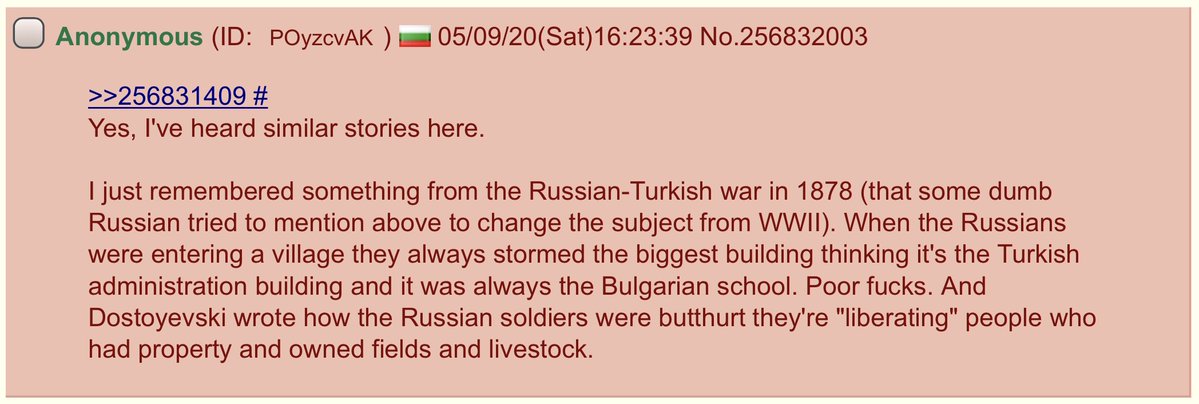 Anonymous (ID: POyzcvAK ) 05/09/20(Sat)16:23:39 No.256832003
>>256831409 #
Yes, I've heard similar stories here.
I just remembered something from the Russian-Turkish war in 1878 (that some dumb
Russian tried to mention above to change the subject from WWII). When the Russians
were entering a village they always stormed the biggest building thinking it's the Turkish
administration building and it was always the Bulgarian school. Poor fucks. And
Dostoyevski wrote how the Russian soldiers were butthurt they're "liberating" people who
had property and owned fields and livestock.